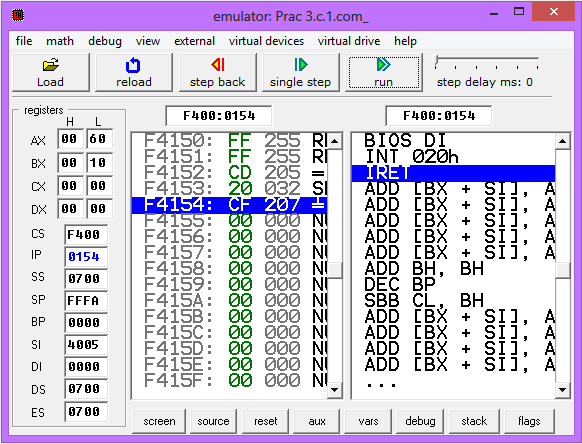 emulator: Prac 3.c.1.com_
file math debug view external virtual devices virtual drive help
Load reload step back single step run step delay ms: 0
registers F400:0154 F400:0154
H L
AX 00 60
BX 00 10
CX 00 00
DX 00 00
CS F400
IP 0154
SS 0700
SP FFFA
BP 0000
SI 4005
DI 0000
DS 0700
ES 0700
F4150: FF 255
F4151: FF 255
F4152: CD 205 =
F4153: 20 032
F4154: CF 207 ╧
F4155: 00 000
F4156: 00 000
F4157: 00 000
F4158: 00 000
F4159: 00 000
F415A: 00 000
F415B: 00 000
F415C: 00 000
F415D: 00 000
F415E: 00 000
F415F: 00 000
BIOS DI
INT 020h
IRET
ADD [BX + SI], A
ADD [BX + SI], A
ADD [BX + SI], A
ADD [BX + SI], A
ADD [BX + SI], A
ADD BH, BH
DEC BP
SBB CL, BH
ADD [BX + SI], A
ADD [BX + SI], A
ADD [BX + SI], A
ADD [BX + SI], A
...
screen source reset aux vars debug stack flags